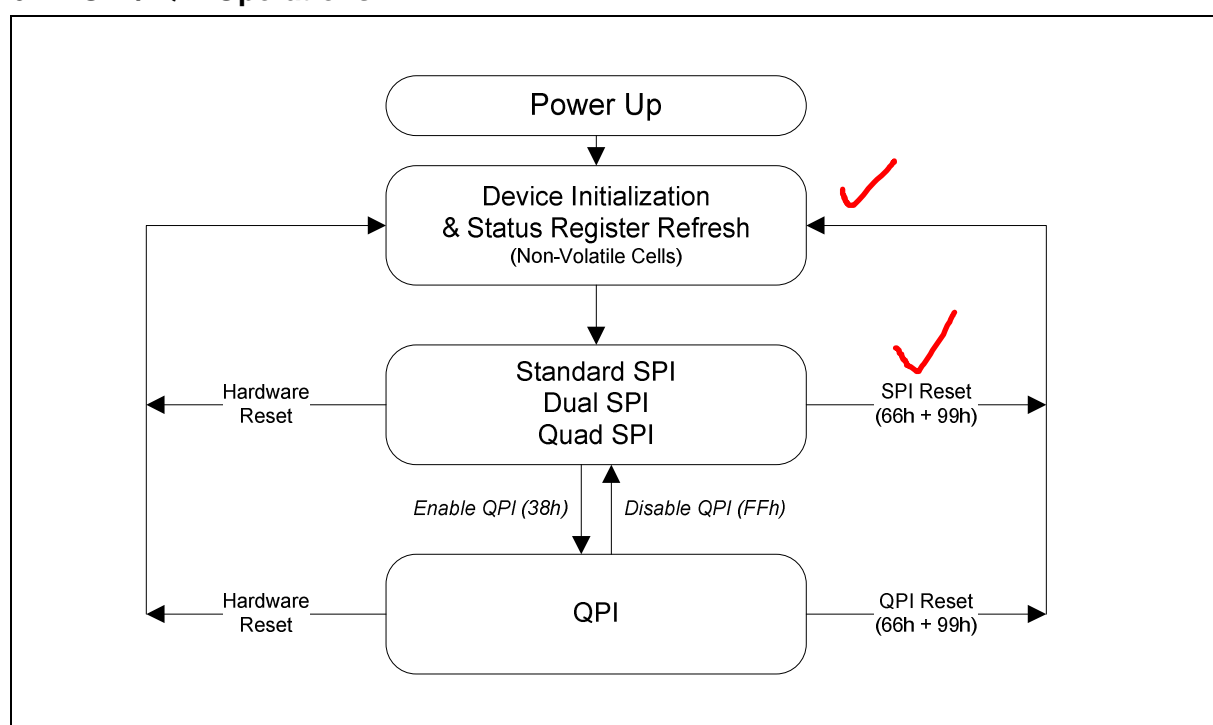 Power Up
Device Initialization
& Status Register Refresh
(Non-Volatile Cells)
Standard SPI
Dual SPI
Quad SPI
Hardware
Reset
SPI Reset
(66h + 99h)
Enable QPI (38h)
Disable QPI (FFh)
QPI
Hardware
Reset
QPI Reset
(66h + 99h)